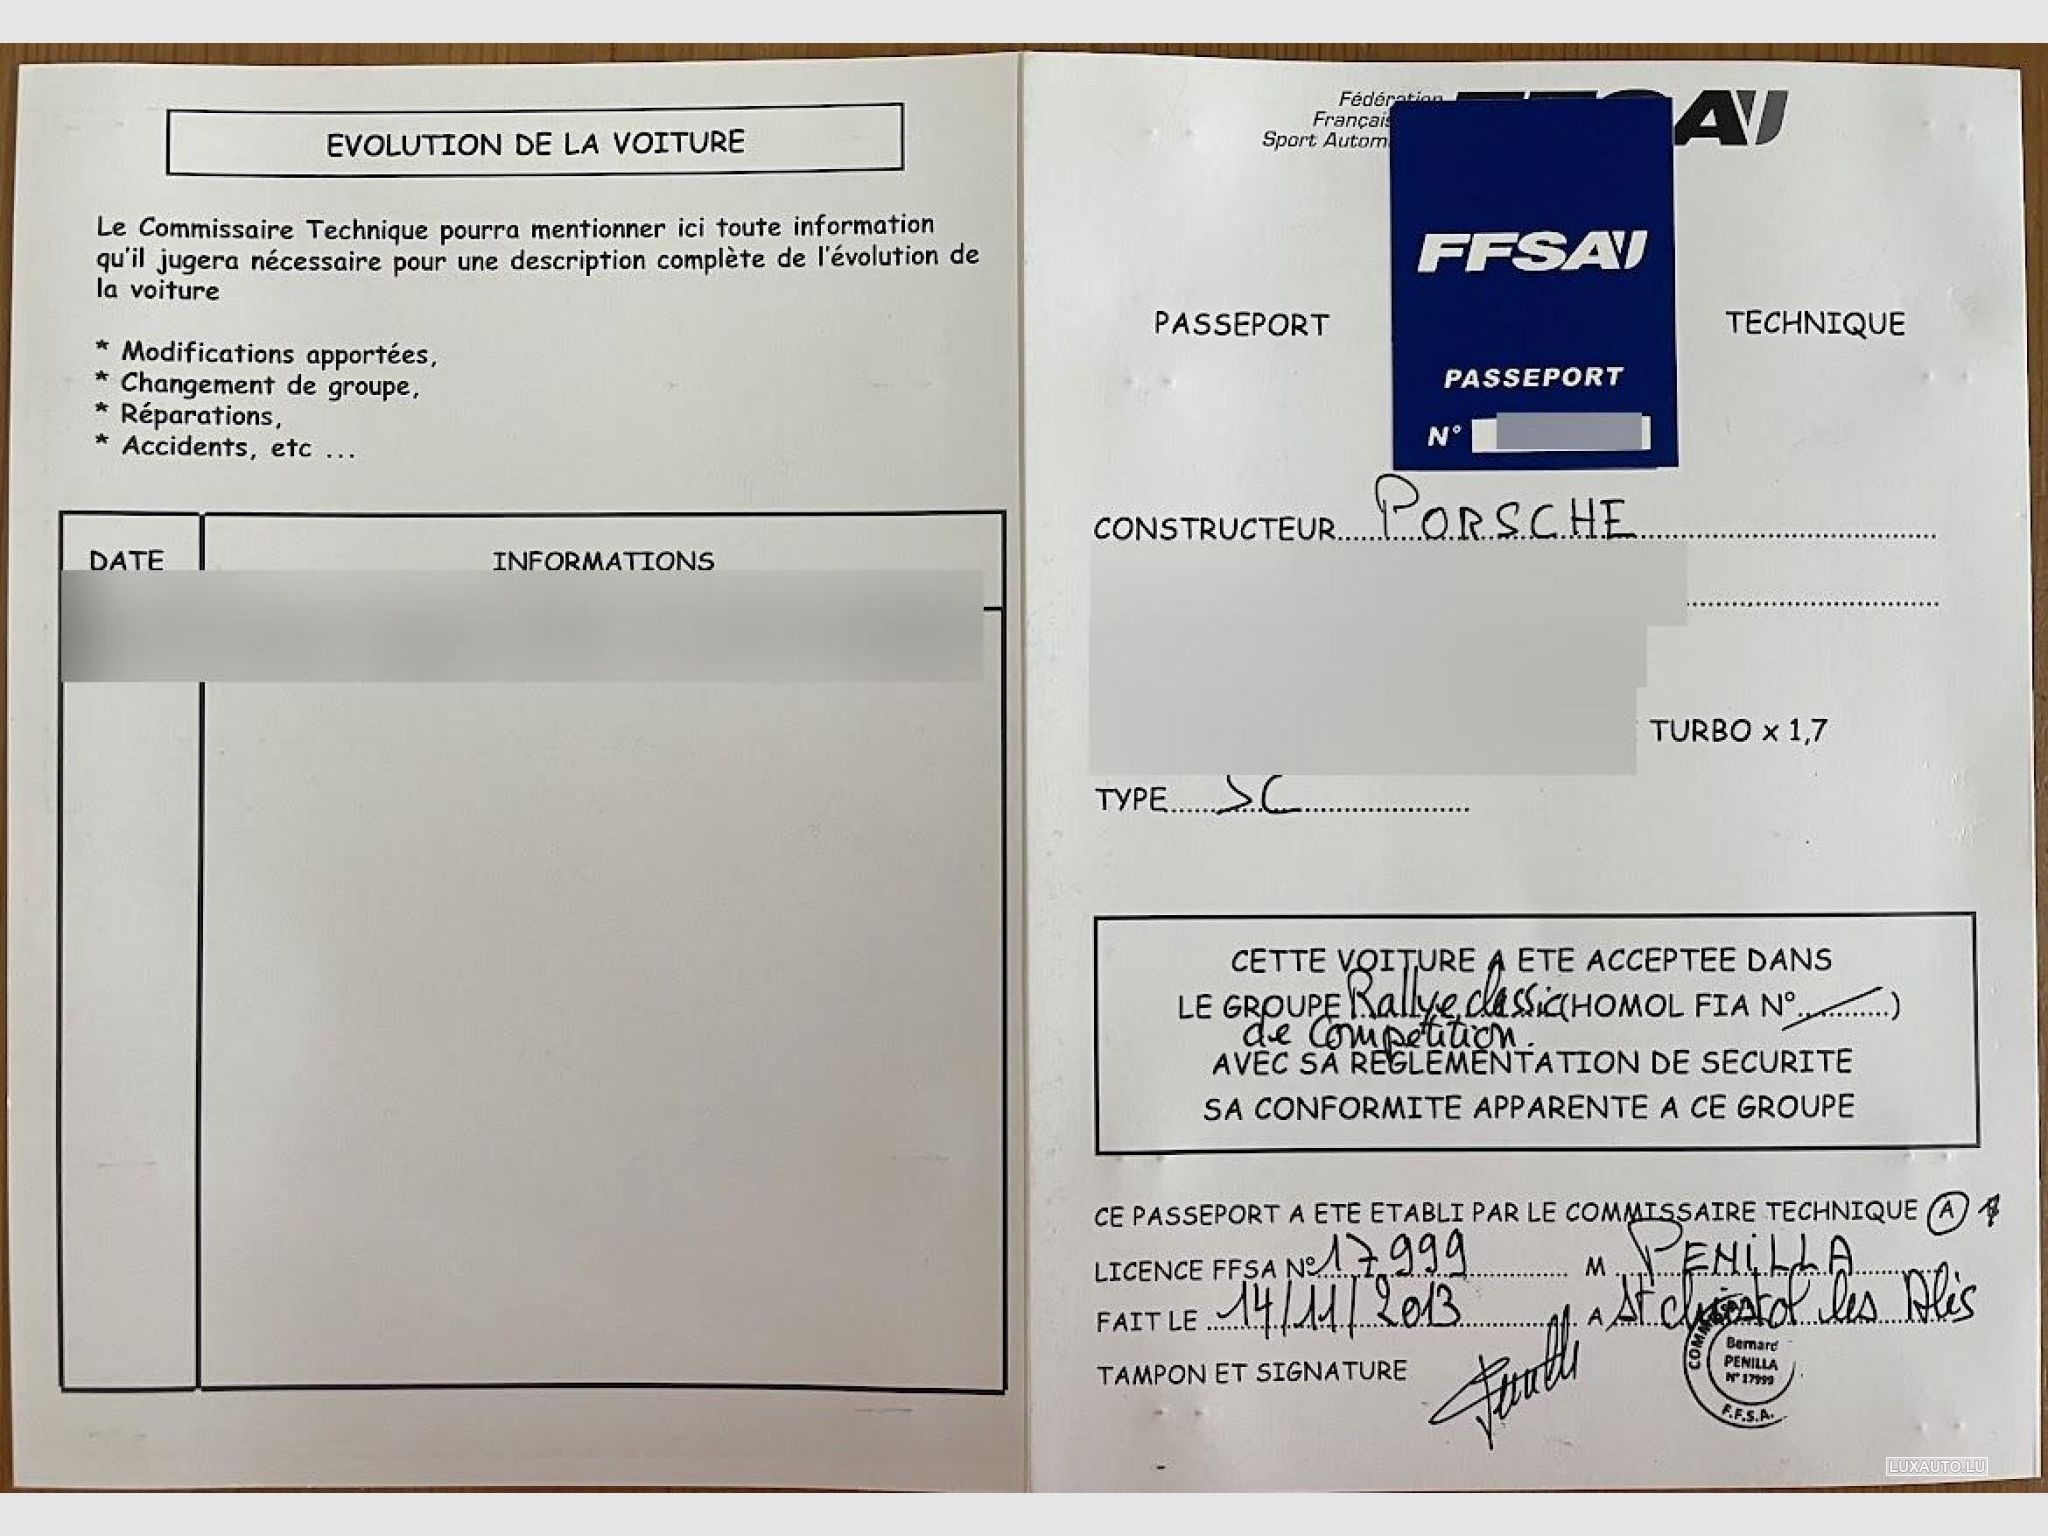 EVOLUTION DE LA VOITURE
Le Commissaire Technique pourra mentionner ici toute information
qu'il jugera nécessaire pour une description complète de l'évolution de
la voiture
* Modifications apportées,
* Changement de groupe,
* Réparations,
* Accidents, etc ...
DATE INFORMATIONS
Fédération
Français
Sport Autom
FFSA
FFSA
PASSEPORT
N°
PASSEPORT TECHNIQUE
CONSTRUCTEUR PORSCHE
TURBO x 1,7
TYPE SC
CETTE VOITURE A ETE ACCEPTEE DANS
LE GROUPE Rallye classic (HOMOL FIA N°..........)
de Compétition.
AVEC SA REGLEMENTATION DE SECURITE
SA CONFORMITE APPARENTE A CE GROUPE
CE PASSEPORT A ETE ETABLI PAR LE COMMISSAIRE TECHNIQUE A
LICENCE FFSA N° 17999 M PENILLA
FAIT LE 14/11/2013 A St christol les Alès
TAMPON ET SIGNATURE
Bernard
PENILLA
N° 17999
F.F.S.A.
LUXAUTO.LU